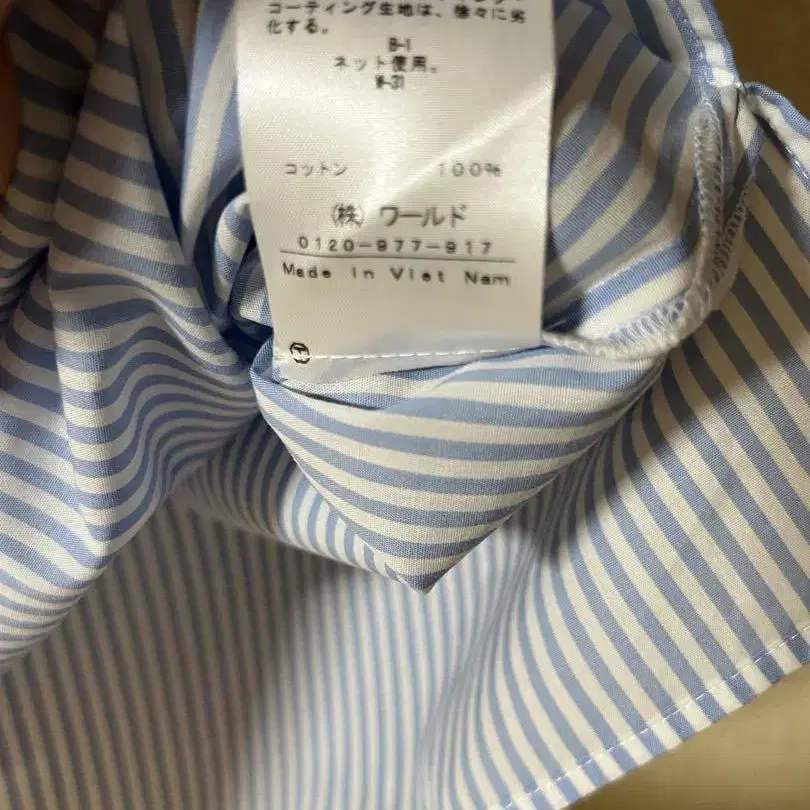 コーティング生地は、徐々に劣
化する。
B-I
ネット使用。
W-31
コットン 100%
(株) ワールド
0120-977-917
Made in Viet Nam